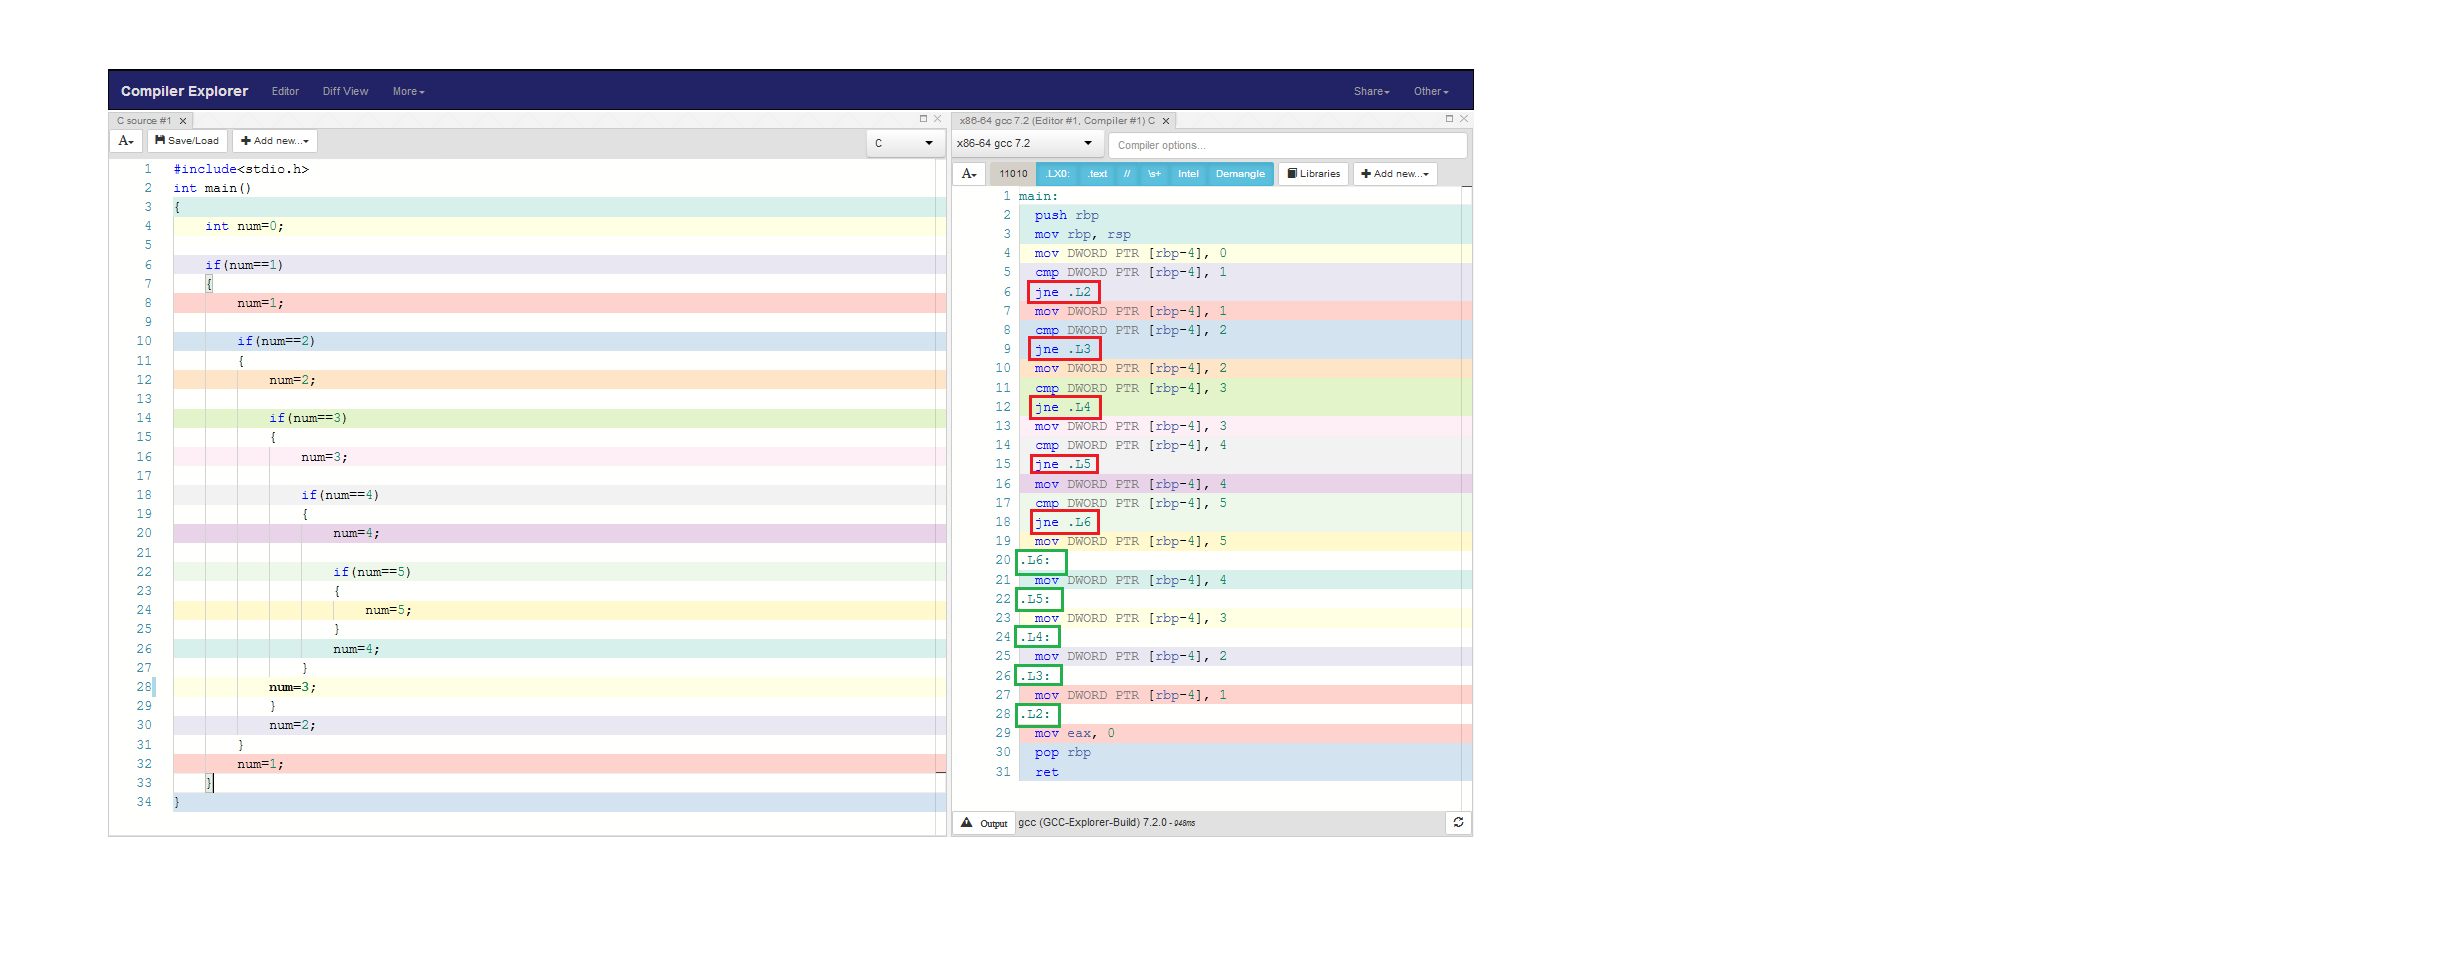 Compiler Explorer Editor Diff View More Share Other
C source #1
A Save/Load Add new... C
1 #include<stdio.h>
2 int main()
3 {
4 int num=0;
5
6 if(num==1)
7 {
8 num=1;
9
10 if(num==2)
11 {
12 num=2;
13
14 if(num==3)
15 {
16 num=3;
17
18 if(num==4)
19 {
20 num=4;
21
22 if(num==5)
23 {
24 num=5;
25 }
26 num=4;
27 }
28 num=3;
29 }
30 num=2;
31 }
32 num=1;
33 }
34 }
x86-64 gcc 7.2 (Editor #1, Compiler #1) C
x86-64 gcc 7.2 Compiler options...
A 11010 .LX0: .text // \s+ Intel Demangle Libraries Add new...
1 main:
2 push rbp
3 mov rbp, rsp
4 mov DWORD PTR [rbp-4], 0
5 cmp DWORD PTR [rbp-4], 1
6 jne .L2
7 mov DWORD PTR [rbp-4], 1
8 cmp DWORD PTR [rbp-4], 2
9 jne .L3
10 mov DWORD PTR [rbp-4], 2
11 cmp DWORD PTR [rbp-4], 3
12 jne .L4
13 mov DWORD PTR [rbp-4], 3
14 cmp DWORD PTR [rbp-4], 4
15 jne .L5
16 mov DWORD PTR [rbp-4], 4
17 cmp DWORD PTR [rbp-4], 5
18 jne .L6
19 mov DWORD PTR [rbp-4], 5
20 .L6:
21 mov DWORD PTR [rbp-4], 4
22 .L5:
23 mov DWORD PTR [rbp-4], 3
24 .L4:
25 mov DWORD PTR [rbp-4], 2
26 .L3:
27 mov DWORD PTR [rbp-4], 1
28 .L2:
29 mov eax, 0
30 pop rbp
31 ret
Output gcc (GCC-Explorer-Build) 7.2.0 - 946ms